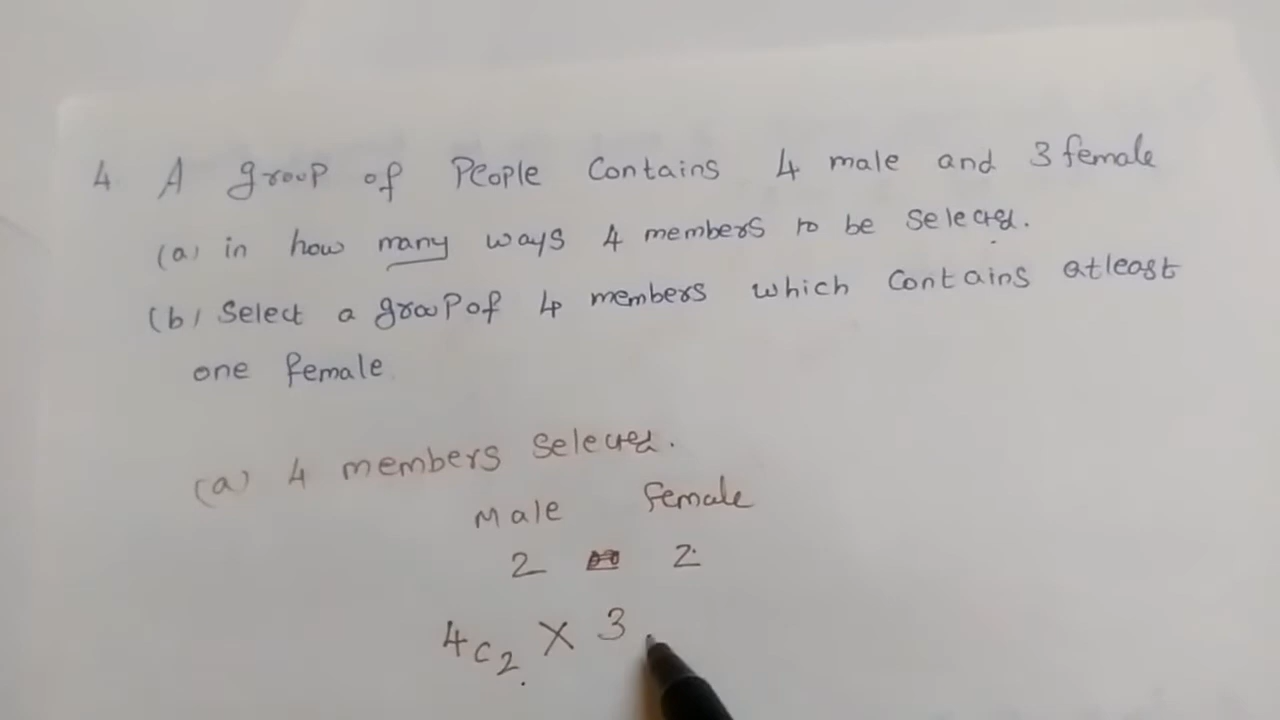 4. A group of People Contains 4 male and 3 female
(a) in how many ways 4 members to be selected.
(b) Select a group of 4 members which contains atleast
one female.
(a) 4 members selected.
Male Female
2 2
4c2 X 3